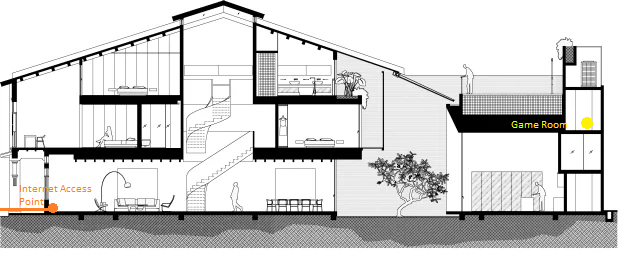 Game Room
Internet Access
Point